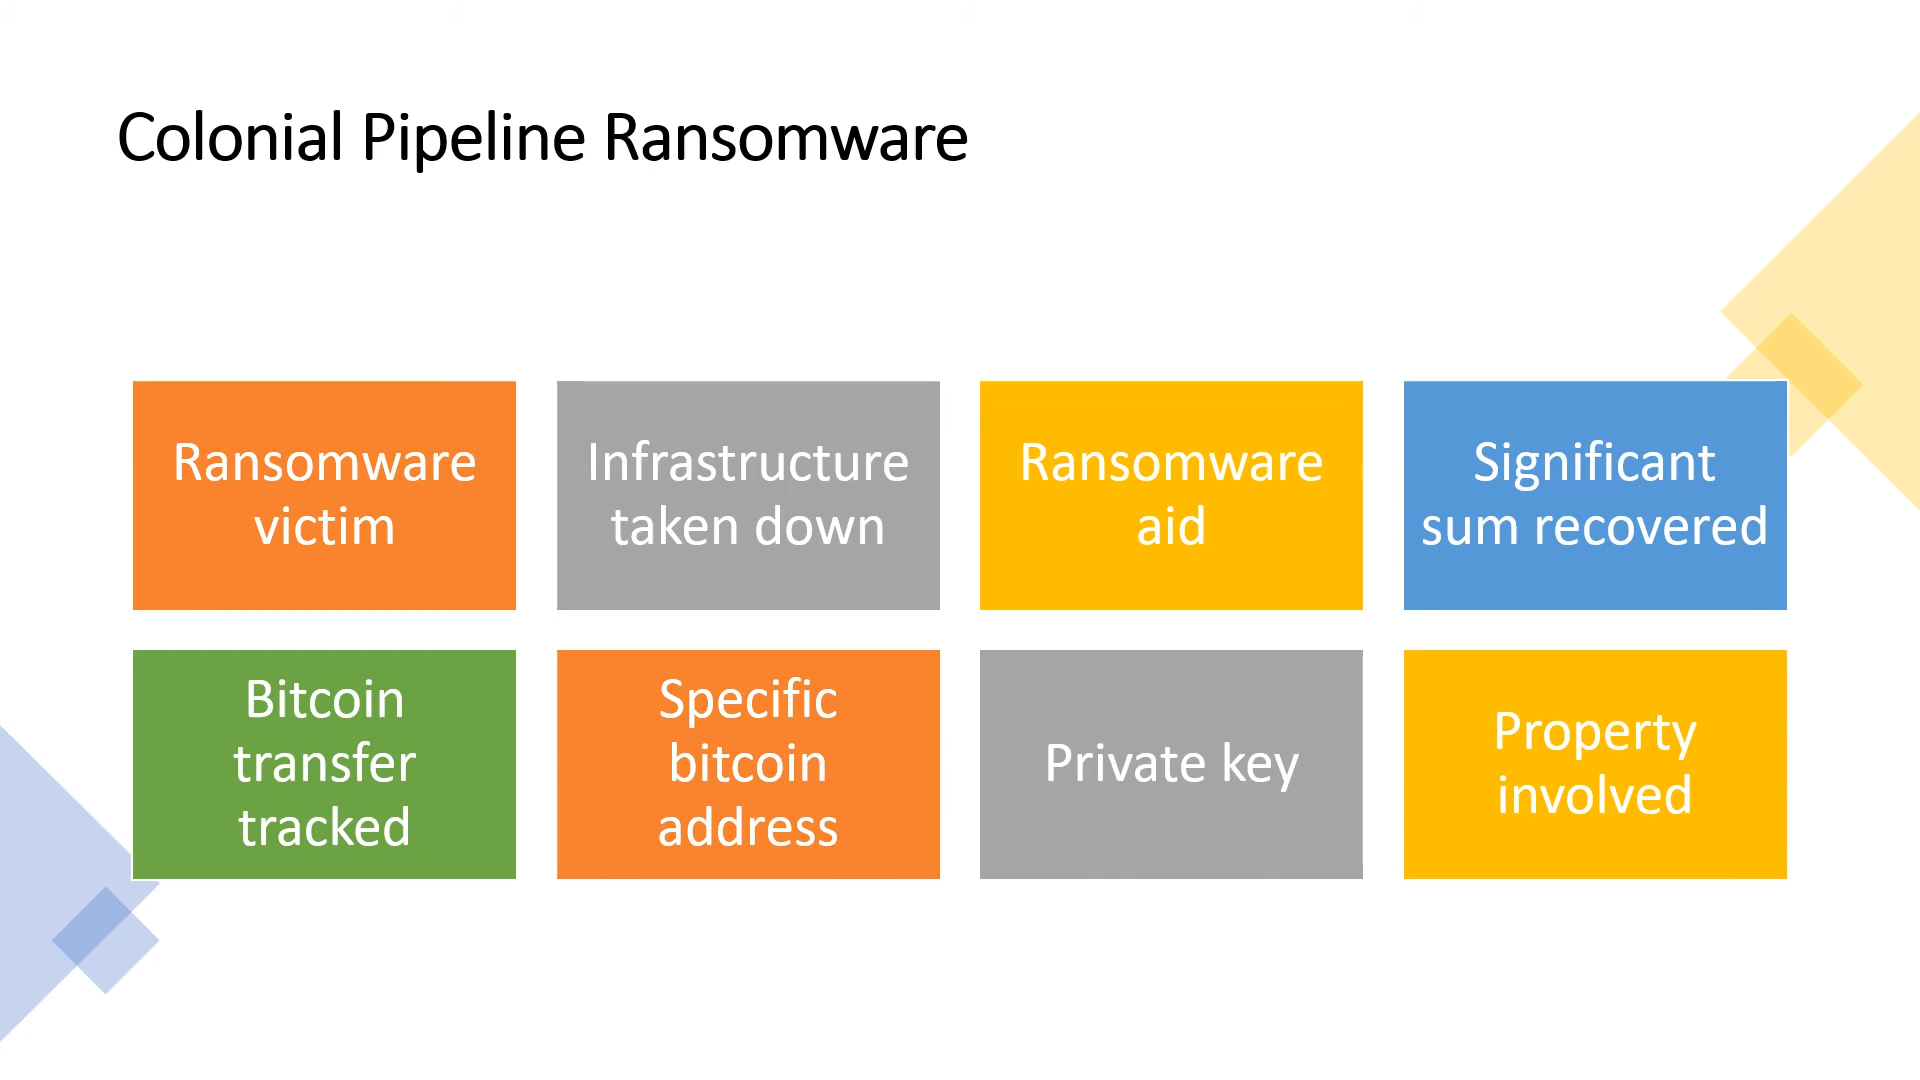 Colonial Pipeline Ransomware
Ransomware
victim
Infrastructure
taken down
Ransomware
aid
Significant
sum recovered
Bitcoin
transfer
tracked
Specific
bitcoin
address
Private key
Property
involved